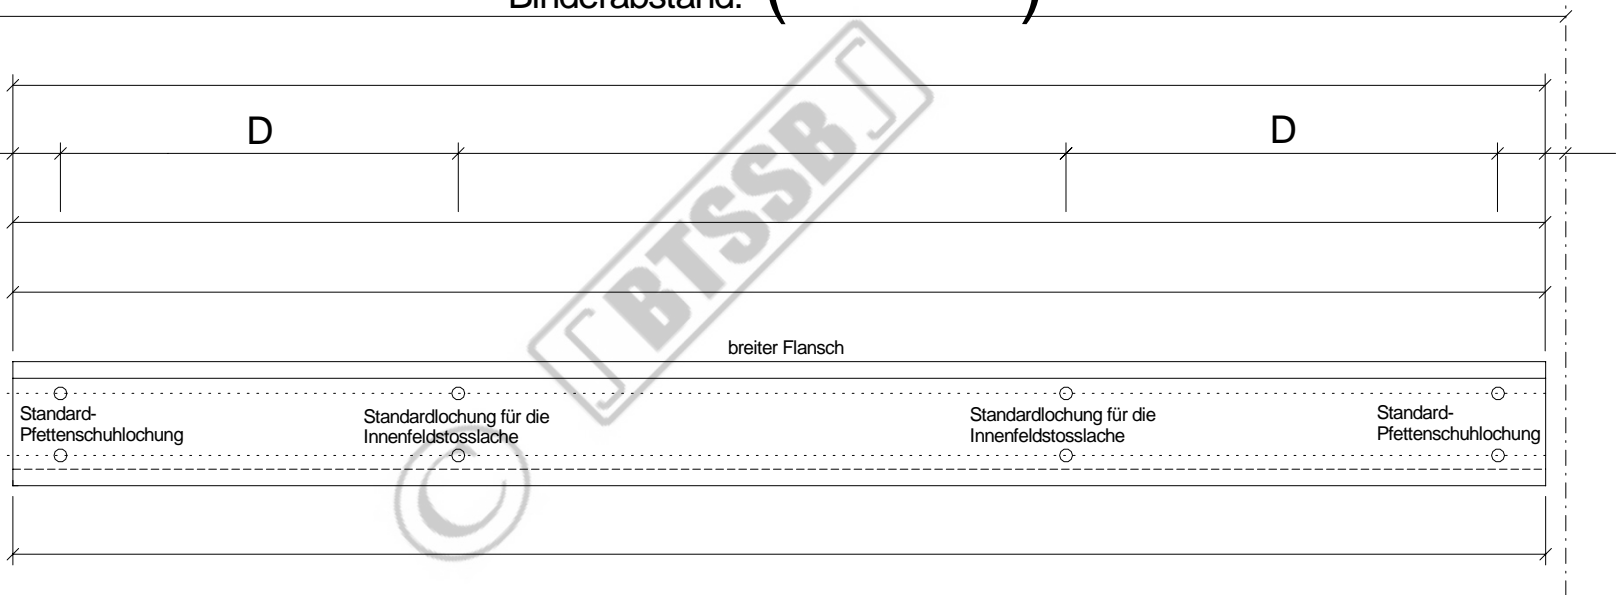 Binderabstand: ( )
D D
breiter Flansch
Standard-
Pfettenschuhlochung
Standardlochung für die
Innenfeldstosslache
Standardlochung für die
Innenfeldstosslache
Standard-
Pfettenschuhlochung
© BTSSB